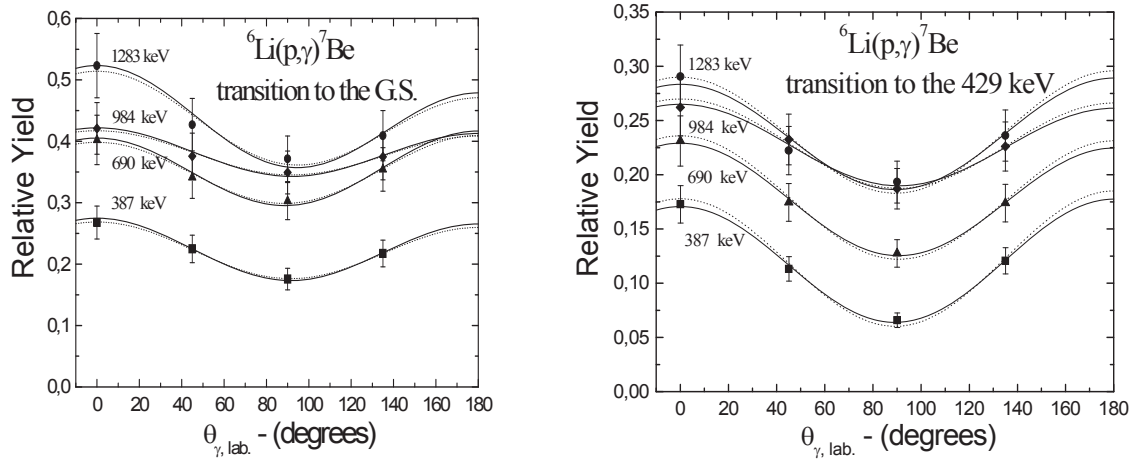 ⁶Li(p,γ)⁷Be
transition to the G.S.
1283 keV
984 keV
690 keV
387 keV
Relative Yield
0,6
0,5
0,4
0,3
0,2
0,1
0,0
0 20 40 60 80 100 120 140 160 180
θγ, lab. - (degrees)
⁶Li(p,γ)⁷Be
transition to the 429 keV
1283 keV
984 keV
690 keV
387 keV
Relative Yield
0,35
0,30
0,25
0,20
0,15
0,10
0,05
0,00
0 20 40 60 80 100 120 140 160 180
θγ, lab. - (degrees)